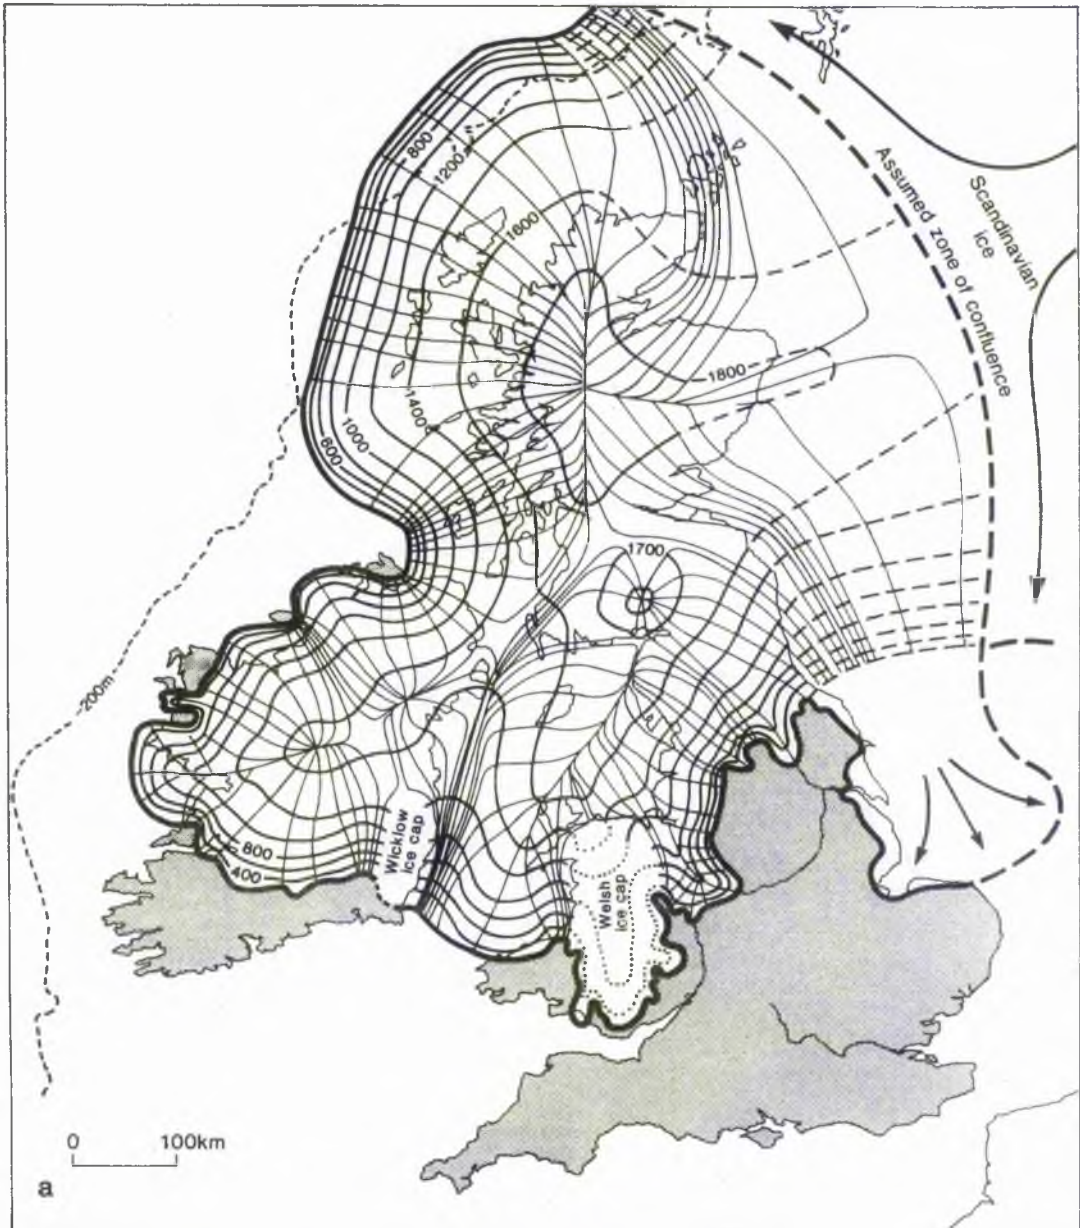 800
1200
1600
Assumed zone of confluence
Scandinavian
ice
1800
1400
1000
600
1700
200m
800
400
Wicklow
ice cap
Welsh
ice cap
0 100km
a